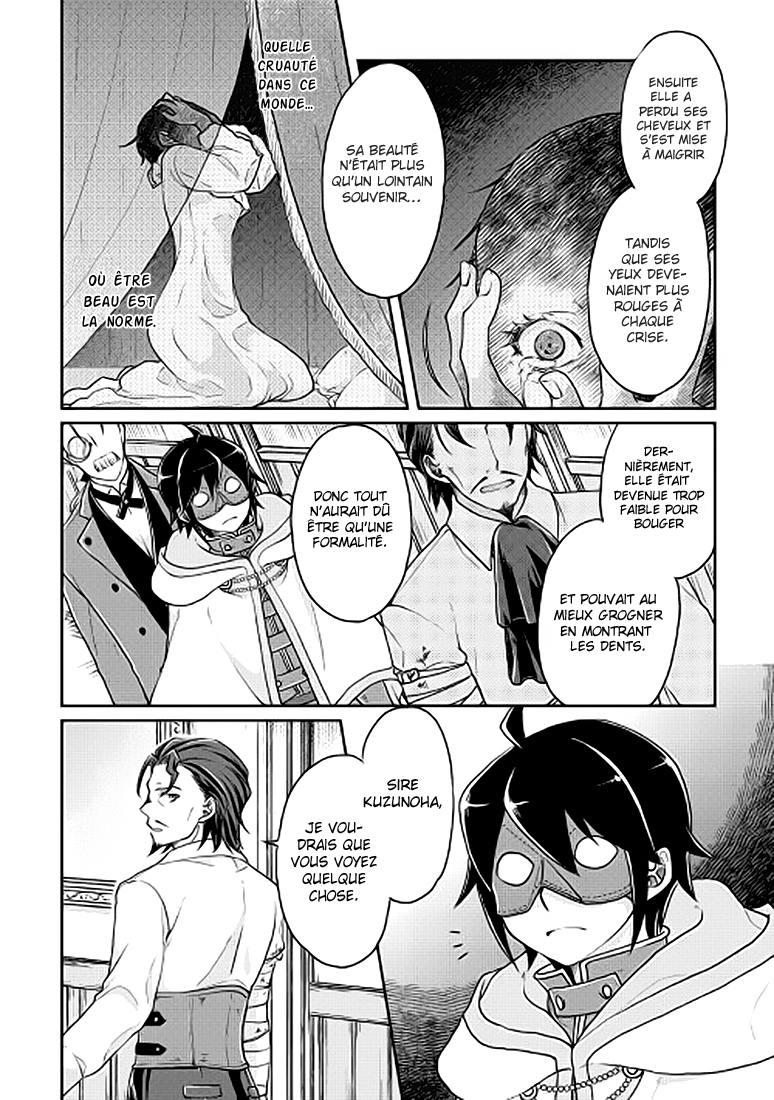 ENSUITE
ELLE A
PERDU SES
CHEVEUX ET
S'EST MISE
À MAIGRIR
TANDIS
QUE SES
YEUX DEVE-
NAIENT PLUS
ROUGES À
CHAQUE
CRISE.
SA BEAUTÉ
N'ÉTAIT PLUS
QU'UN LOINTAIN
SOUVENIR...
QUELLE
CRUAUTÉ
DANS CE
MONDE...
OÙ ÊTRE
BEAU EST
LA NORME.
DER-
NIÈREMENT,
ELLE ÉTAIT
DEVENUE TROP
FAIBLE POUR
BOUGER
ET POUVAIT AU
MIEUX GROGNER
EN MONTRANT
LES DENTS.
DONC TOUT
N'AURAIT DÛ
ÊTRE QU'UNE
FORMALITÉ.
SIRE
KUZUNOHA,
JE VOU-
DRAIS QUE
VOUS VOYEZ
QUELQUE
CHOSE.